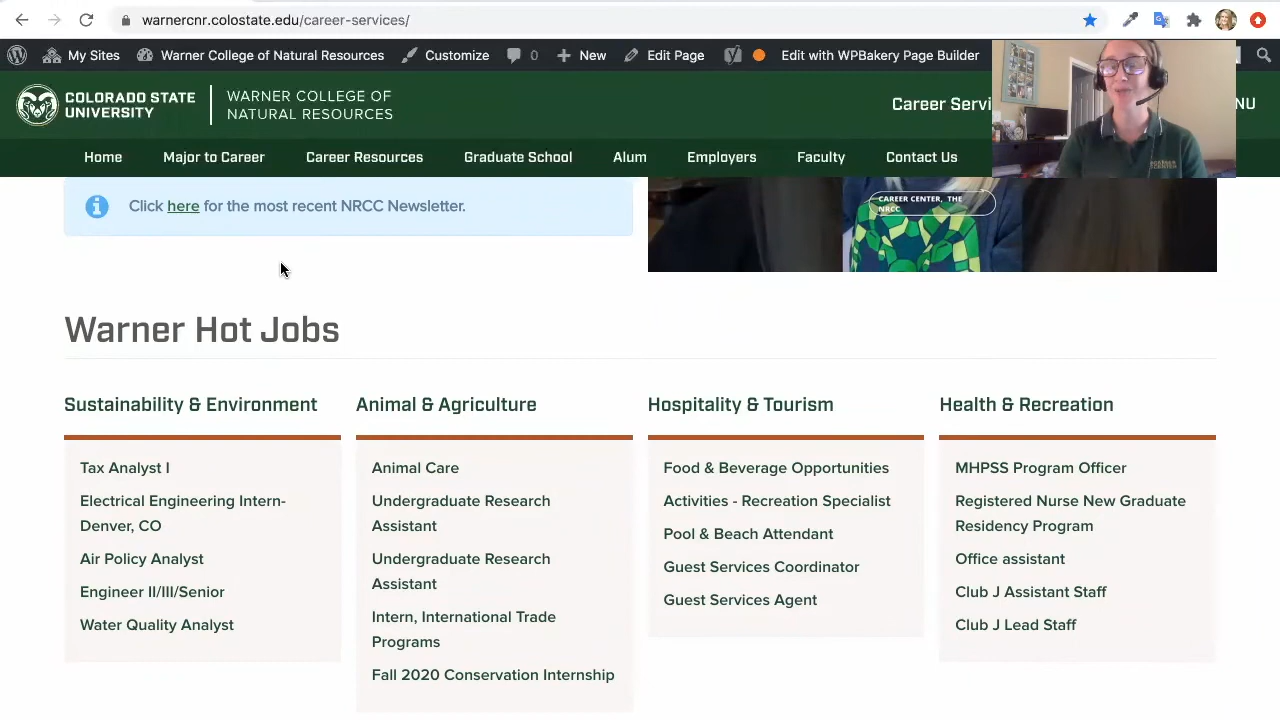 warnercnr.colostate.edu/career-services/
My Sites Warner College of Natural Resources Customize 0 New Edit Page Edit with WPBakery Page Builder
COLORADO STATE
UNIVERSITY
WARNER COLLEGE OF
NATURAL RESOURCES
Career Servi
NU
Home Major to Career Career Resources Graduate School Alum Employers Faculty Contact Us
Click here for the most recent NRCC Newsletter.
CAREER CENTER, THE
NRCC
Warner Hot Jobs
Sustainability & Environment
Tax Analyst I
Electrical Engineering Intern-
Denver, CO
Air Policy Analyst
Engineer II/III/Senior
Water Quality Analyst
Animal & Agriculture
Animal Care
Undergraduate Research
Assistant
Undergraduate Research
Assistant
Intern, International Trade
Programs
Fall 2020 Conservation Internship
Hospitality & Tourism
Food & Beverage Opportunities
Activities - Recreation Specialist
Pool & Beach Attendant
Guest Services Coordinator
Guest Services Agent
Health & Recreation
MHPSS Program Officer
Registered Nurse New Graduate
Residency Program
Office assistant
Club J Assistant Staff
Club J Lead Staff